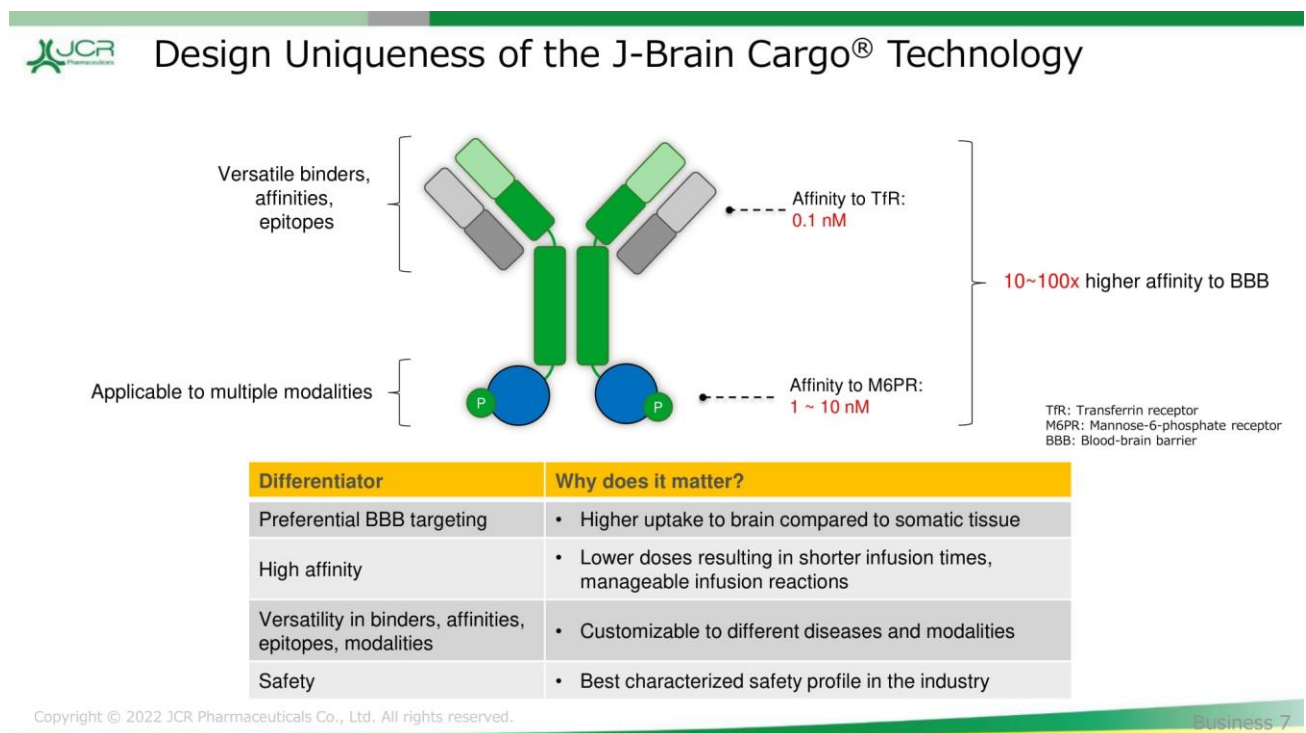 JCR
Pharmaceuticals
Design Uniqueness of the J-Brain Cargo® Technology
Versatile binders,
affinities,
epitopes
Affinity to TfR:
0.1 nM
10~100x higher affinity to BBB
Applicable to multiple modalities
P
P
Affinity to M6PR:
1 ~ 10 nM
TfR: Transferrin receptor
M6PR: Mannose-6-phosphate receptor
BBB: Blood-brain barrier
Differentiator
Why does it matter?
Preferential BBB targeting
• Higher uptake to brain compared to somatic tissue
High affinity
• Lower doses resulting in shorter infusion times,
manageable infusion reactions
Versatility in binders, affinities,
epitopes, modalities
• Customizable to different diseases and modalities
Safety
• Best characterized safety profile in the industry
Copyright © 2022 JCR Pharmaceuticals Co., Ltd. All rights reserved.
Business 7